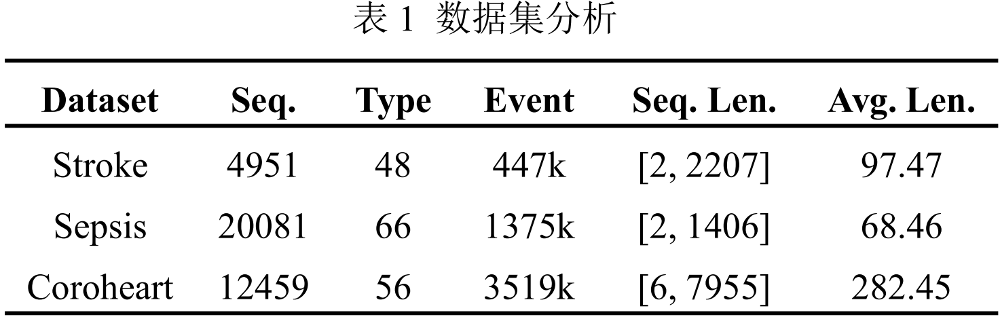 表 1 数据集分析
Dataset Seq. Type Event Seq. Len. Avg. Len.
Stroke 4951 48 447k [2, 2207] 97.47
Sepsis 20081 66 1375k [2, 1406] 68.46
Coroheart 12459 56 3519k [6, 7955] 282.45